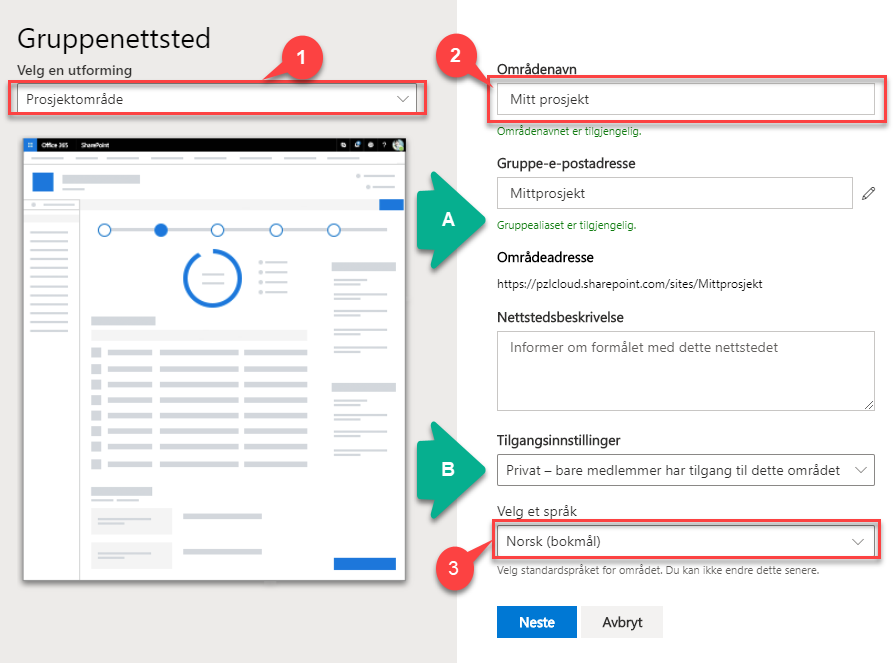 Gruppenettsted
Velg en utforming
1
Prosjektområde
Office 365 SharePoint
?
2
Områdenavn
Mitt prosjekt
Områdenavnet er tilgjengelig.
Gruppe-e-postadresse
Mittprosjekt
A
Gruppealiaset er tilgjengelig.
Områdeadresse
https://pzlcloud.sharepoint.com/sites/Mittprosjekt
Nettstedsbeskrivelse
Informer om formålet med dette nettstedet
Tilgangsinnstillinger
B
Privat – bare medlemmer har tilgang til dette området
Velg et språk
Norsk (bokmål)
3
Velg standardspråket for området. Du kan ikke endre dette senere.
Neste Avbryt